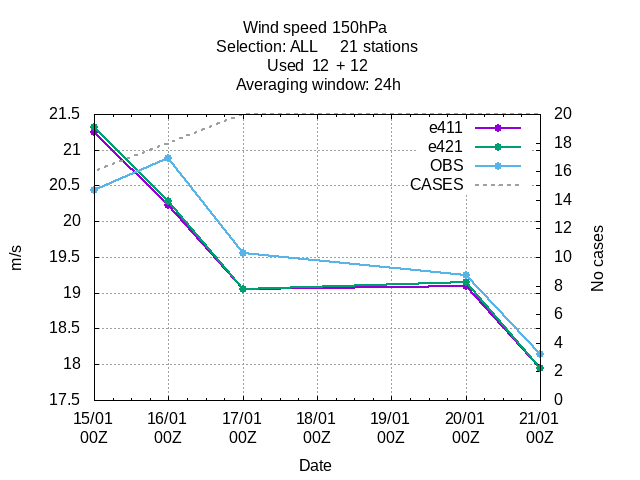 Wind speed 150hPa
Selection: ALL 21 stations
Used 12 + 12
Averaging window: 24h
21.5
21
20.5
20
19.5
19
18.5
18
17.5
m/s
e411
e421
OBS
CASES
20
18
16
14
12
10
8
6
4
2
0
No cases
15/01 16/01 17/01 18/01 19/01 20/01 21/01
00Z 00Z 00Z 00Z 00Z 00Z 00Z
Date